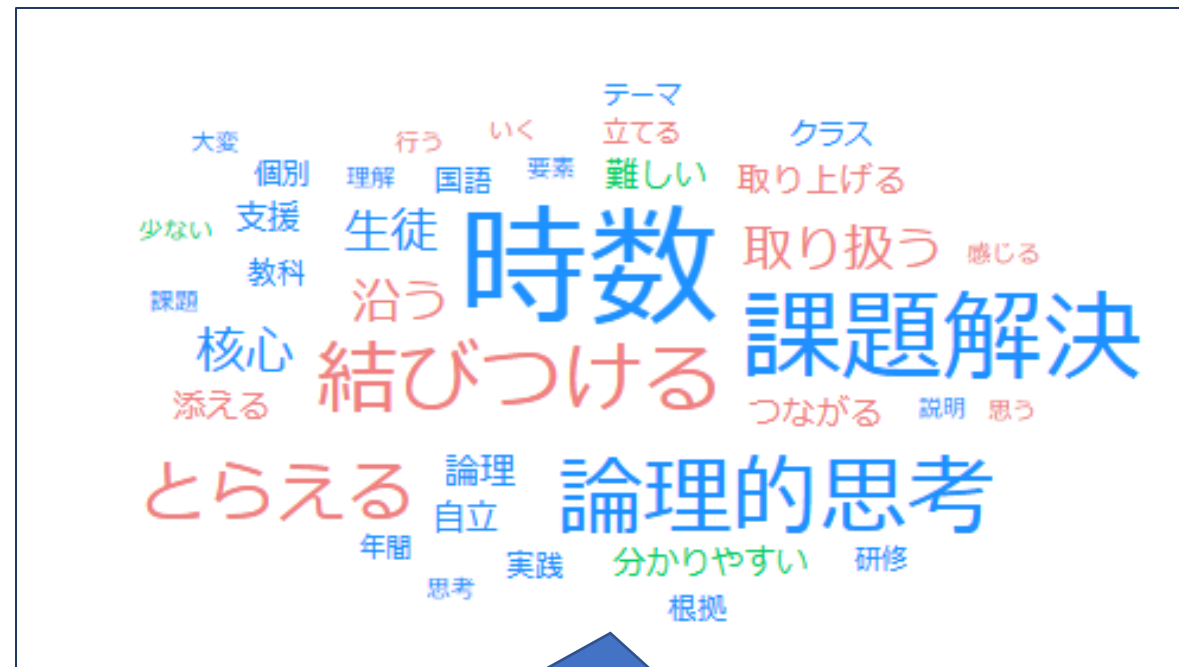 テーマ
大変 行う いく 立てる クラス
個別 理解 国語 要素 難しい 取り上げる
少ない 支援 生徒 時数 取り扱う 感じる
教科
課題 沿う 課題解決
核心 結びつける
添える つながる 説明 思う
とらえる 論理 論理的思考
自立
年間 実践 分かりやすい 研修
思考 根拠